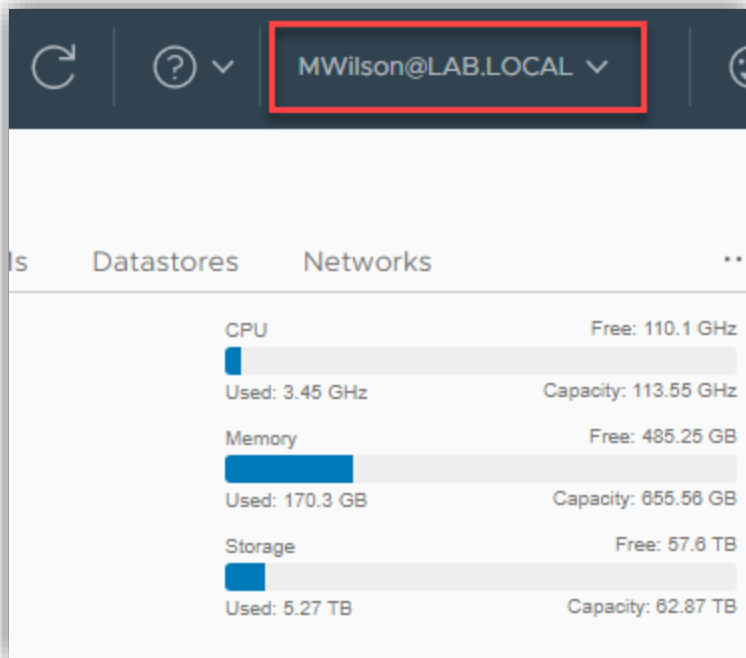 MWilson@LAB.LOCAL
ls Datastores Networks
CPU Free: 110.1 GHz
Used: 3.45 GHz Capacity: 113.55 GHz
Memory Free: 485.25 GB
Used: 170.3 GB Capacity: 655.56 GB
Storage Free: 57.6 TB
Used: 5.27 TB Capacity: 62.87 TB